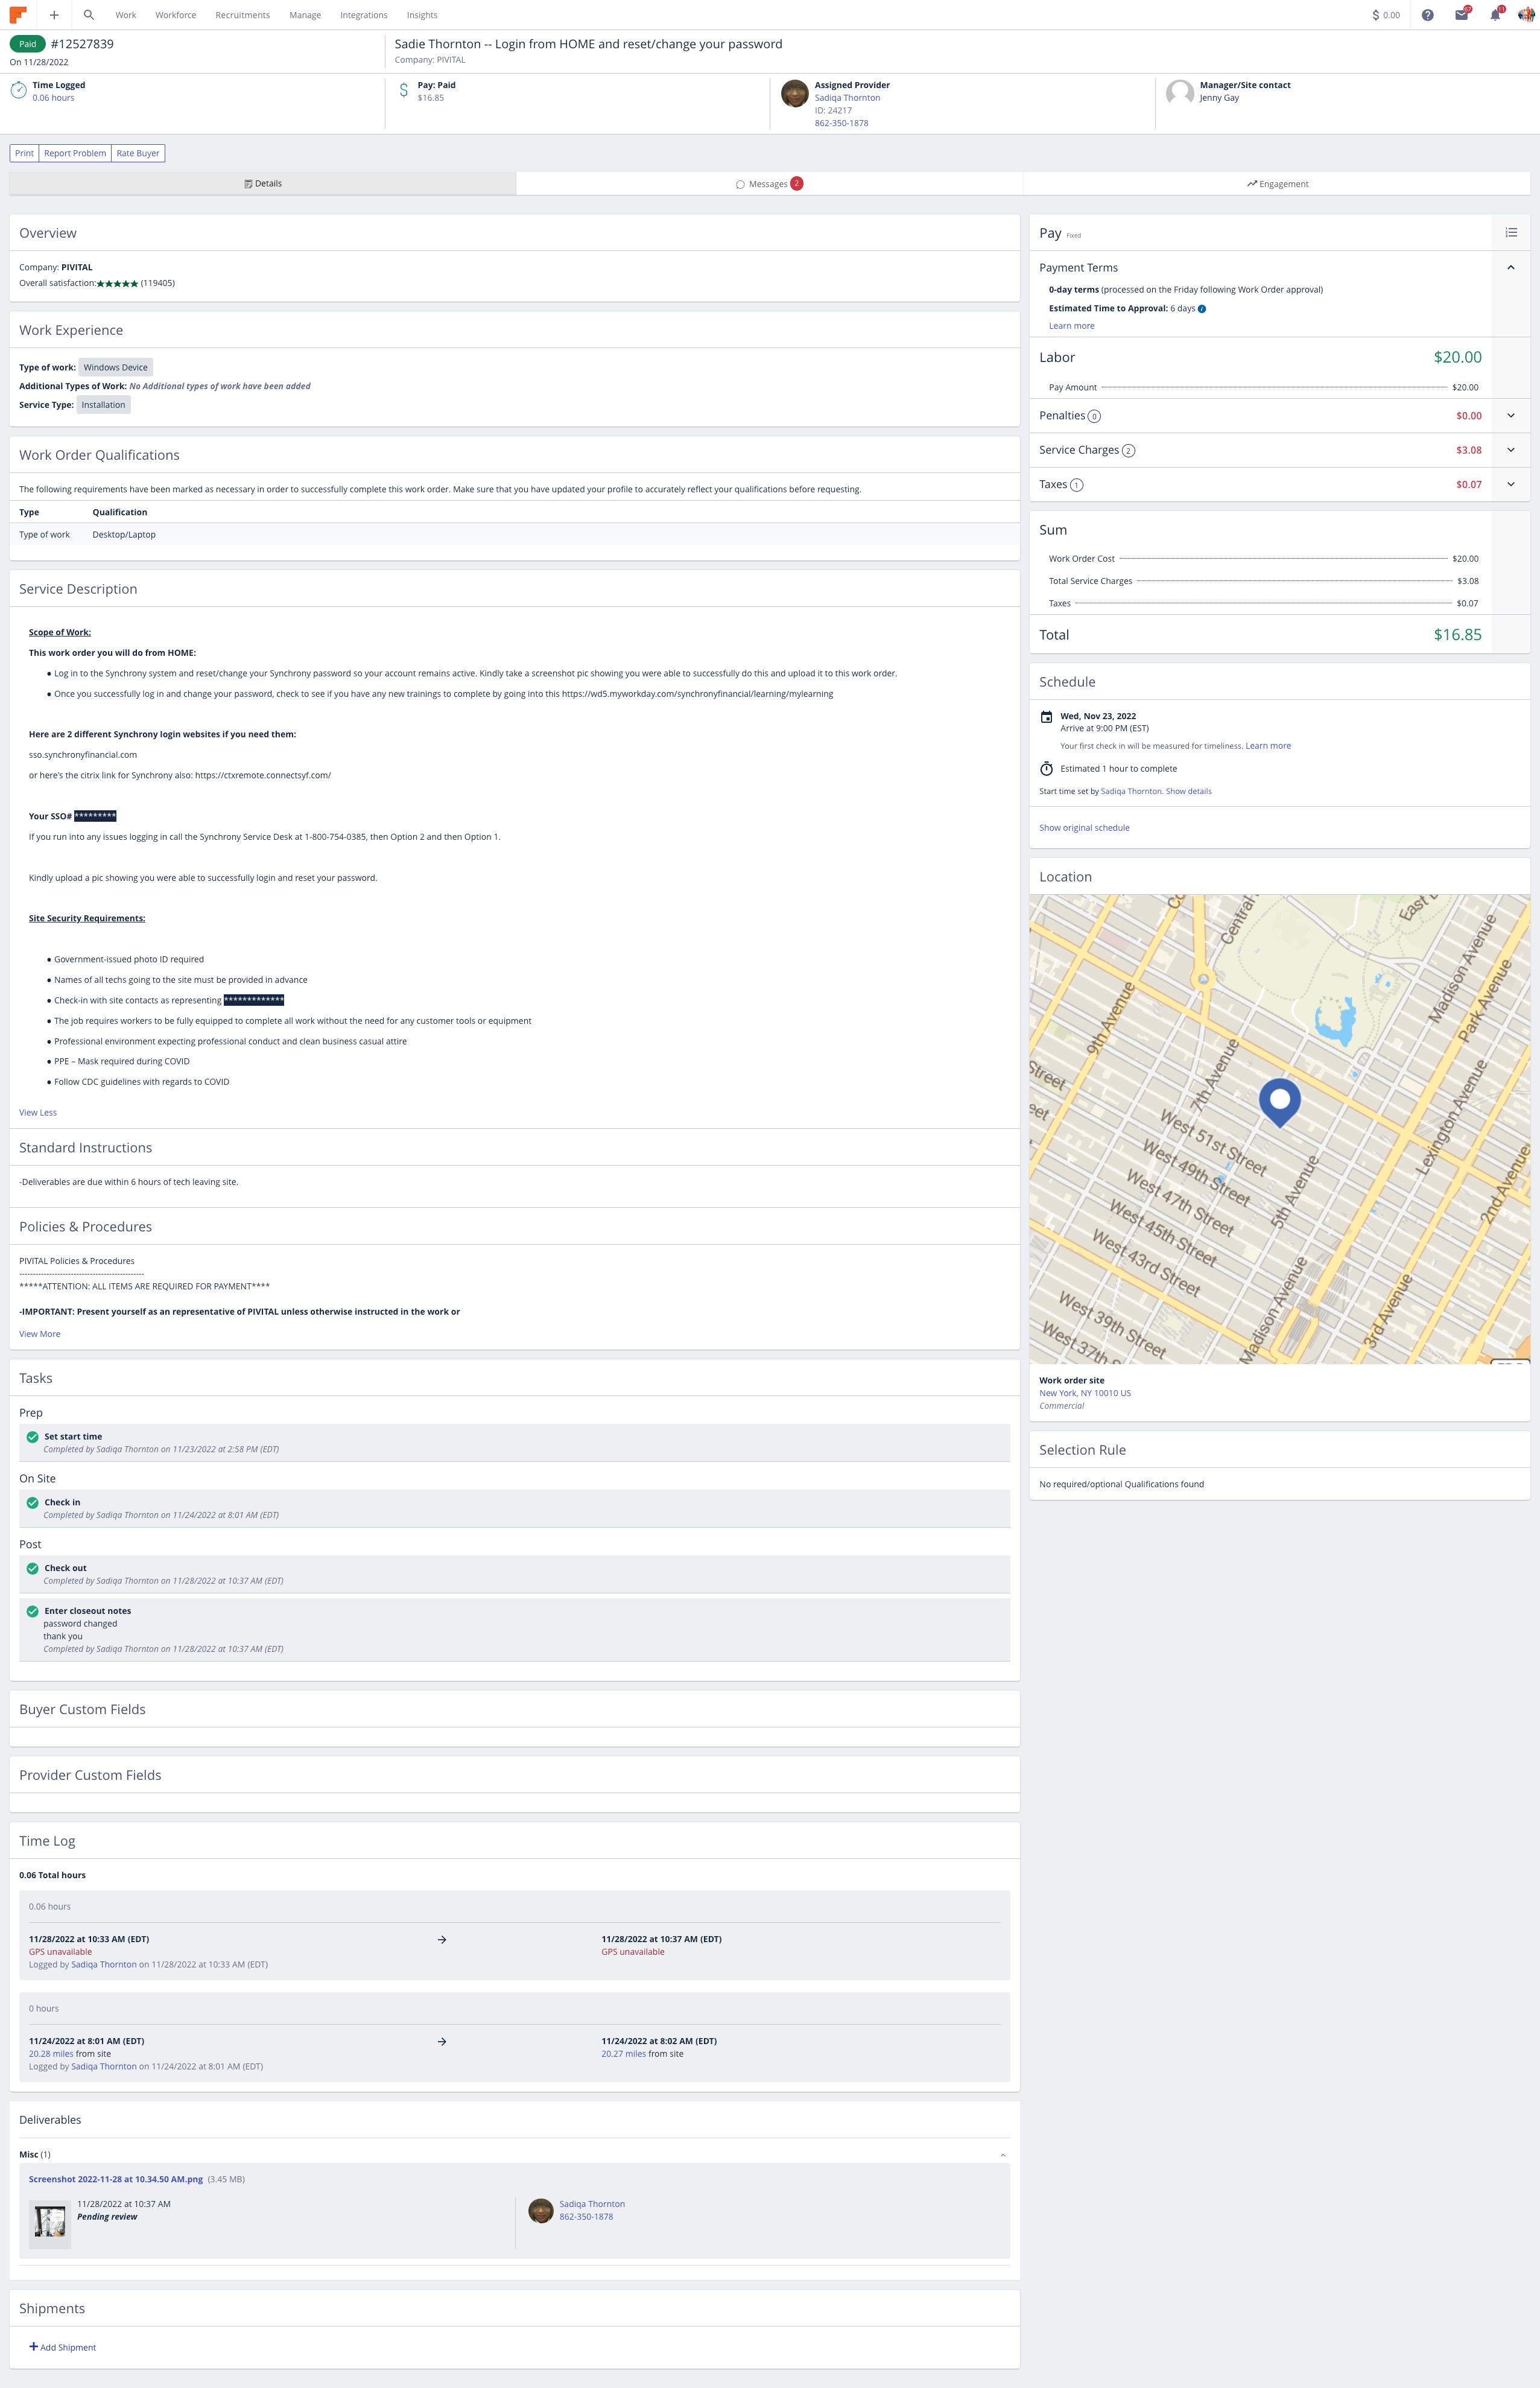 Work Workforce Recruitments Manage Integrations Insights
$ 0.00
11
Paid #12527839
On 11/28/2022
Sadie Thornton -- Login from HOME and reset/change your password
Company: PIVITAL
Time Logged
0.06 hours
Pay: Paid
$16.85
Assigned Provider
Sadiqa Thornton
ID: 24217
862-350-1878
Manager/Site contact
Jenny Gay
Print Report Problem Rate Buyer
Details
Messages 2
Engagement
Overview
Company: PIVITAL
Overall satisfaction:★★★★★ (119405)
Work Experience
Type of work: Windows Device
Additional Types of Work: No Additional types of work have been added
Service Type: Installation
Work Order Qualifications
The following requirements have been marked as necessary in order to successfully complete this work order. Make sure that you have updated your profile to accurately reflect your qualifications before requesting.
Type Qualification
Type of work Desktop/Laptop
Service Description
Scope of Work:
This work order you will do from HOME:
● Log in to the Synchrony system and reset/change your Synchrony password so your account remains active. Kindly take a screenshot pic showing you were able to successfully do this and upload it to this work order.
● Once you successfully log in and change your password, check to see if you have any new trainings to complete by going into this https://wd5.myworkday.com/synchronyfinancial/learning/mylearning
Here are 2 different Synchrony login websites if you need them:
sso.synchronyfinancial.com
or here's the citrix link for Synchrony also: https://ctxremote.connectsyf.com/
Your SSO# *********
If you run into any issues logging in call the Synchrony Service Desk at 1-800-754-0385, then Option 2 and then Option 1.
Kindly upload a pic showing you were able to successfully login and reset your password.
Site Security Requirements:
● Government-issued photo ID required
● Names of all techs going to the site must be provided in advance
● Check-in with site contacts as representing *************
● The job requires workers to be fully equipped to complete all work without the need for any customer tools or equipment
● Professional environment expecting professional conduct and clean business casual attire
● PPE – Mask required during COVID
● Follow CDC guidelines with regards to COVID
View Less
Standard Instructions
-Deliverables are due within 6 hours of tech leaving site.
Policies & Procedures
PIVITAL Policies & Procedures
----------------------------------------------
*****ATTENTION: ALL ITEMS ARE REQUIRED FOR PAYMENT****
-IMPORTANT: Present yourself as an representative of PIVITAL unless otherwise instructed in the work or
View More
Tasks
Prep
Set start time
Completed by Sadiqa Thornton on 11/23/2022 at 2:58 PM (EDT)
On Site
Check in
Completed by Sadiqa Thornton on 11/24/2022 at 8:01 AM (EDT)
Post
Check out
Completed by Sadiqa Thornton on 11/28/2022 at 10:37 AM (EDT)
Enter closeout notes
password changed
thank you
Completed by Sadiqa Thornton on 11/28/2022 at 10:37 AM (EDT)
Buyer Custom Fields
Provider Custom Fields
Time Log
0.06 Total hours
0.06 hours
11/28/2022 at 10:33 AM (EDT) → 11/28/2022 at 10:37 AM (EDT)
GPS unavailable GPS unavailable
Logged by Sadiqa Thornton on 11/28/2022 at 10:33 AM (EDT)
0 hours
11/24/2022 at 8:01 AM (EDT) → 11/24/2022 at 8:02 AM (EDT)
20.28 miles from site 20.27 miles from site
Logged by Sadiqa Thornton on 11/24/2022 at 8:01 AM (EDT)
Deliverables
Misc (1)
Screenshot 2022-11-28 at 10.34.50 AM.png (3.45 MB)
11/28/2022 at 10:37 AM
Pending review
Sadiqa Thornton
862-350-1878
Shipments
+ Add Shipment
Pay Fixed
Payment Terms
0-day terms (processed on the Friday following Work Order approval)
Estimated Time to Approval: 6 days
Learn more
Labor $20.00
Pay Amount $20.00
Penalties 0 $0.00
Service Charges 2 $3.08
Taxes 1 $0.07
Sum
Work Order Cost $20.00
Total Service Charges $3.08
Taxes $0.07
Total $16.85
Schedule
Wed, Nov 23, 2022
Arrive at 9:00 PM (EST)
Your first check in will be measured for timeliness. Learn more
Estimated 1 hour to complete
Start time set by Sadiqa Thornton. Show details
Show original schedule
Location
Central
East
Madison Avenue
Park Avenue
9th Avenue
Street
7th Avenue
West 51st Street
West 49th Street
West 47th Street
West 45th Street
West 43rd Street
West 39th Street
West 37th S
5th Avenue
Lexington Avenue
2nd Avenue
Madison Avenue
3rd Avenue
Work order site
New York, NY 10010 US
Commercial
Selection Rule
No required/optional Qualifications found